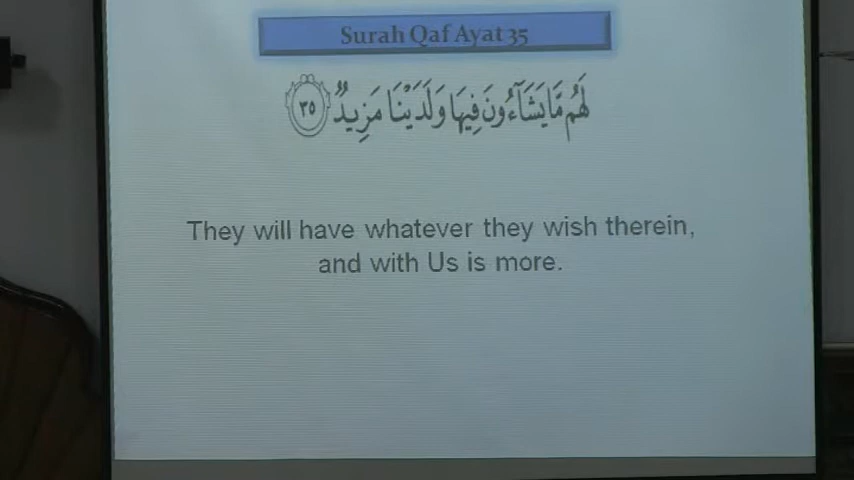 Surah Qaf Ayat 35
لَهُم مَّا يَشَآءُونَ فِيهَا وَلَدَيْنَا مَزِيدٌ ٣٥
They will have whatever they wish therein,
and with Us is more.